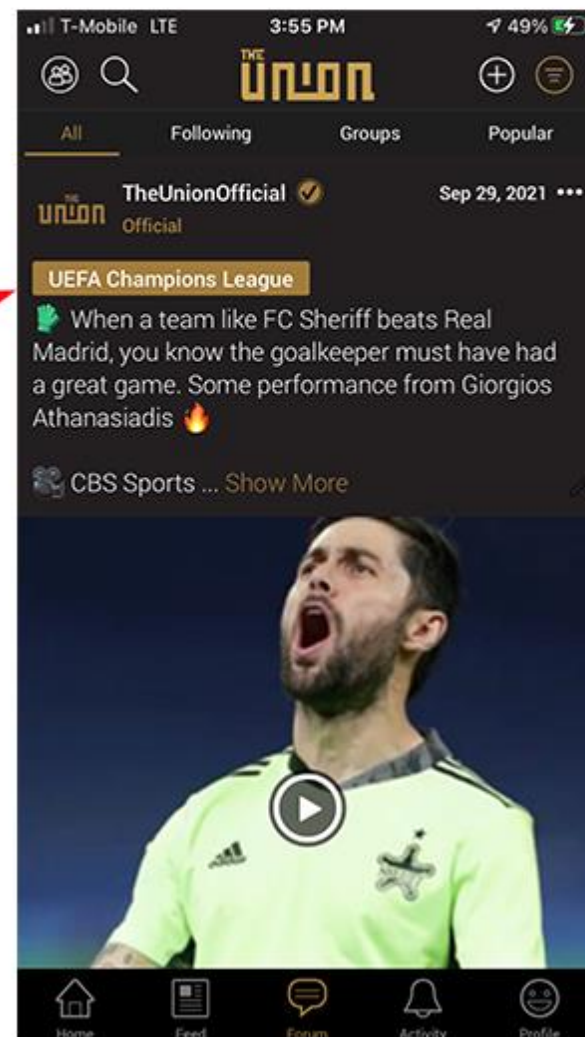 T-Mobile LTE 3:55 PM 49%
THE UNION
All Following Groups Popular
THE UNION TheUnionOfficial Sep 29, 2021 •••
Official
UEFA Champions League
When a team like FC Sheriff beats Real
Madrid, you know the goalkeeper must have had
a great game. Some performance from Giorgios
Athanasiadis 🔥
CBS Sports ... Show More
adidas
Home Feed Forum Activity Profile